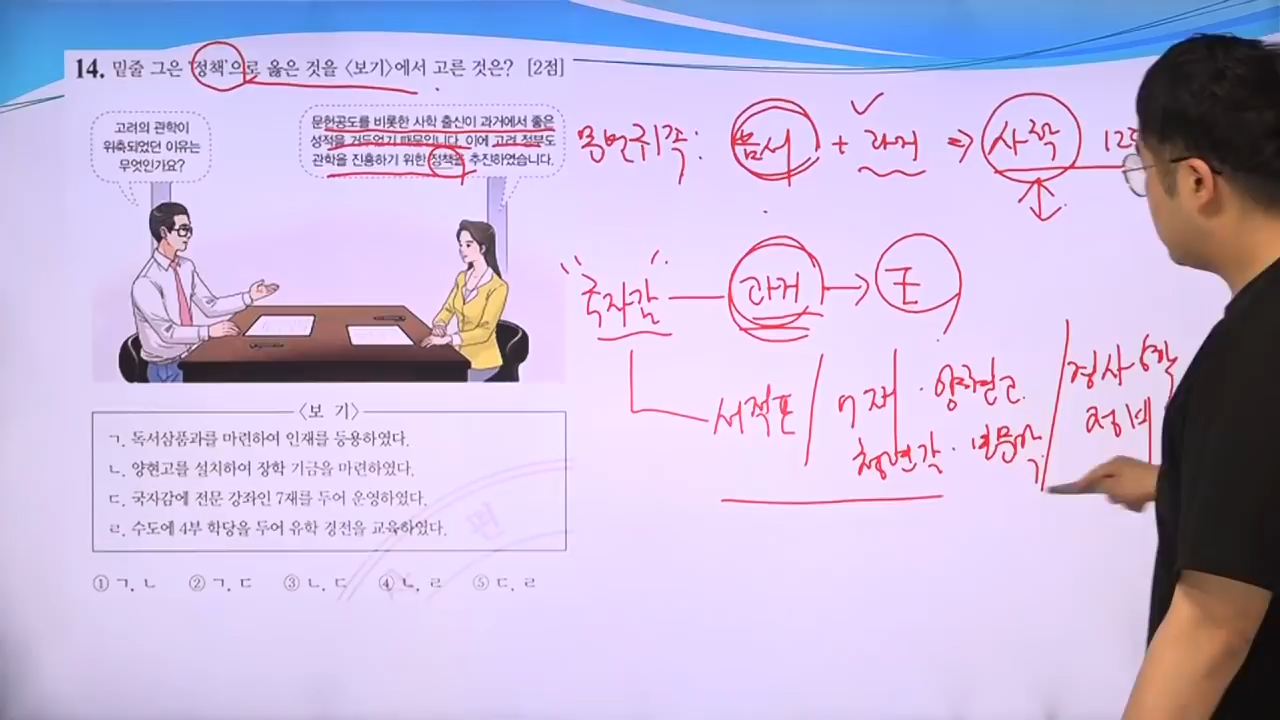 14. 밑줄 그은 '정책'으로 옳은 것을 〈보기〉에서 고른 것은? [2점]
고려의 관학이
위축되었던 이유는
무엇인가요?
문헌공도를 비롯한 사학 출신이 과거에서 좋은
성적을 거두었기 때문입니다. 이에 고려 정부도
관학을 진흥하기 위한 정책을 추진하였습니다.
〈보 기〉
ㄱ. 독서삼품과를 마련하여 인재를 등용하였다.
ㄴ. 양현고를 설치하여 장학 기금을 마련하였다.
ㄷ. 국자감에 전문 강좌인 7재를 두어 운영하였다.
ㄹ. 수도에 4부 학당을 두어 유학 경전을 교육하였다.
① ㄱ, ㄴ ② ㄱ, ㄷ ③ ㄴ, ㄷ ④ ㄴ, ㄹ ⑤ ㄷ, ㄹ
문벌귀족: 음서 + 과거 ⇒ 사학 12
"국자감" 과거 → 王
서적포 / 7재 · 양현고 / 경사6학
청연각 · 보문각 정비